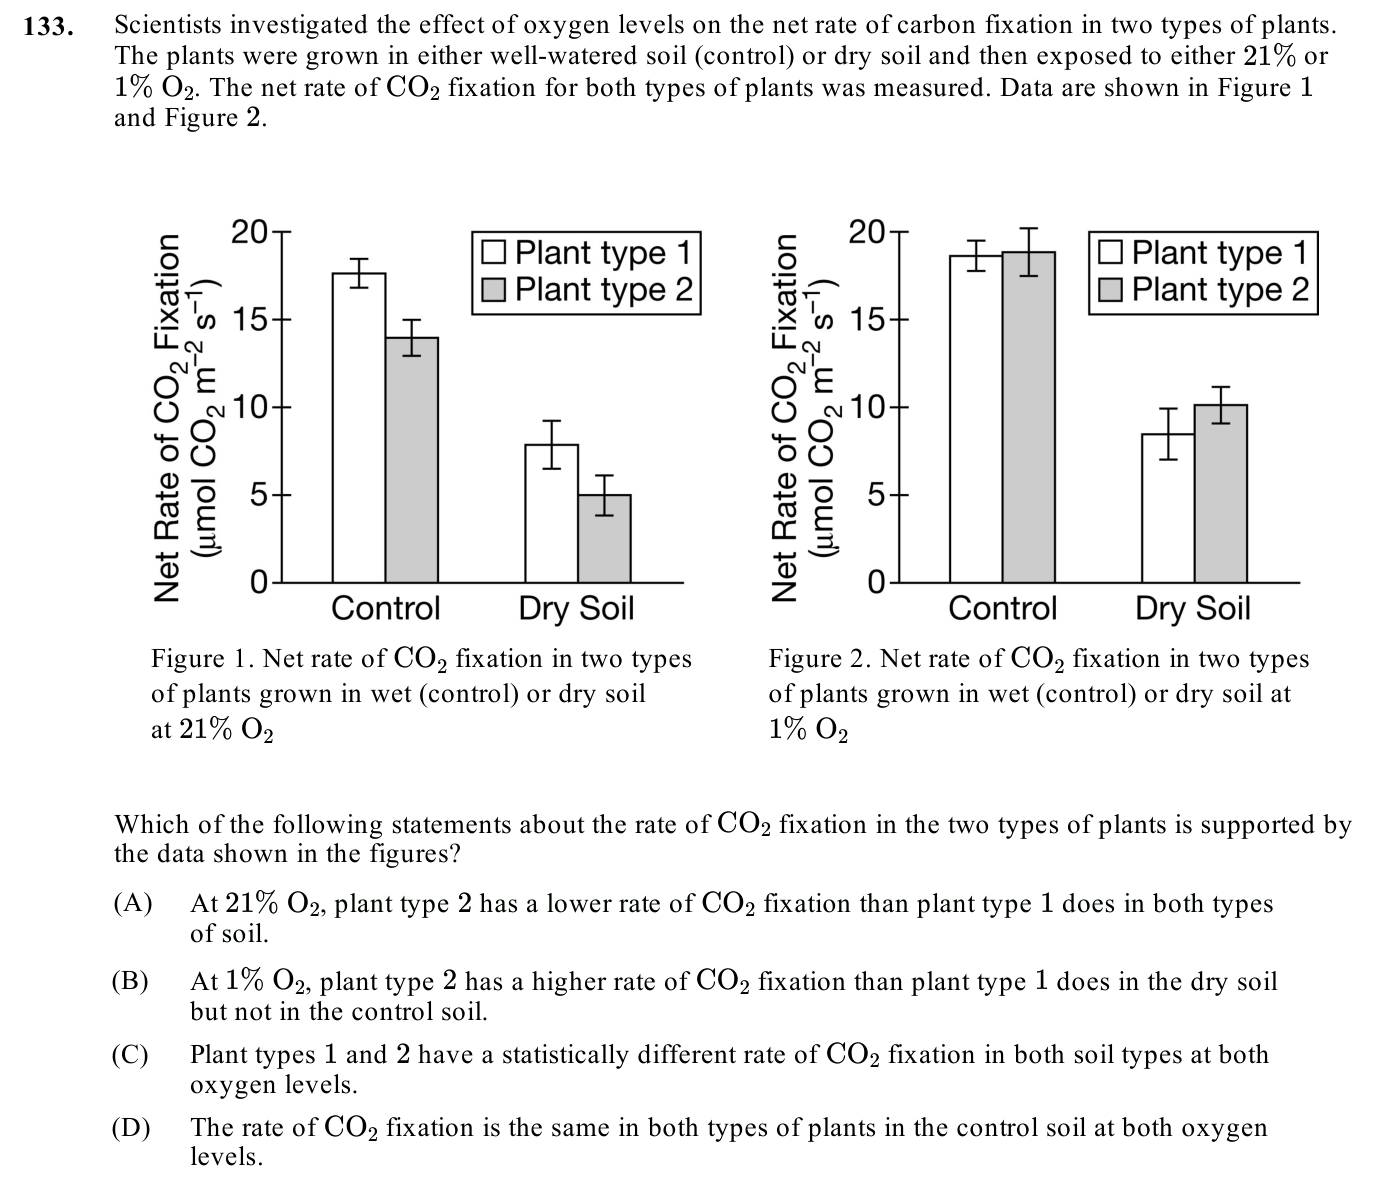 133. Scientists investigated the effect of oxygen levels on the net rate of carbon fixation in two types of plants.
The plants were grown in either well-watered soil (control) or dry soil and then exposed to either 21% or
1% O₂. The net rate of CO₂ fixation for both types of plants was measured. Data are shown in Figure 1
and Figure 2.
Net Rate of CO₂ Fixation
(μmol CO₂ m⁻² s⁻¹)
20
15
10
5
0
Plant type 1
Plant type 2
Control Dry Soil
Figure 1. Net rate of CO₂ fixation in two types
of plants grown in wet (control) or dry soil
at 21% O₂
Net Rate of CO₂ Fixation
(μmol CO₂ m⁻² s⁻¹)
20
15
10
5
0
Plant type 1
Plant type 2
Control Dry Soil
Figure 2. Net rate of CO₂ fixation in two types
of plants grown in wet (control) or dry soil at
1% O₂
Which of the following statements about the rate of CO₂ fixation in the two types of plants is supported by
the data shown in the figures?
(A) At 21% O₂, plant type 2 has a lower rate of CO₂ fixation than plant type 1 does in both types
of soil.
(B) At 1% O₂, plant type 2 has a higher rate of CO₂ fixation than plant type 1 does in the dry soil
but not in the control soil.
(C) Plant types 1 and 2 have a statistically different rate of CO₂ fixation in both soil types at both
oxygen levels.
(D) The rate of CO₂ fixation is the same in both types of plants in the control soil at both oxygen
levels.